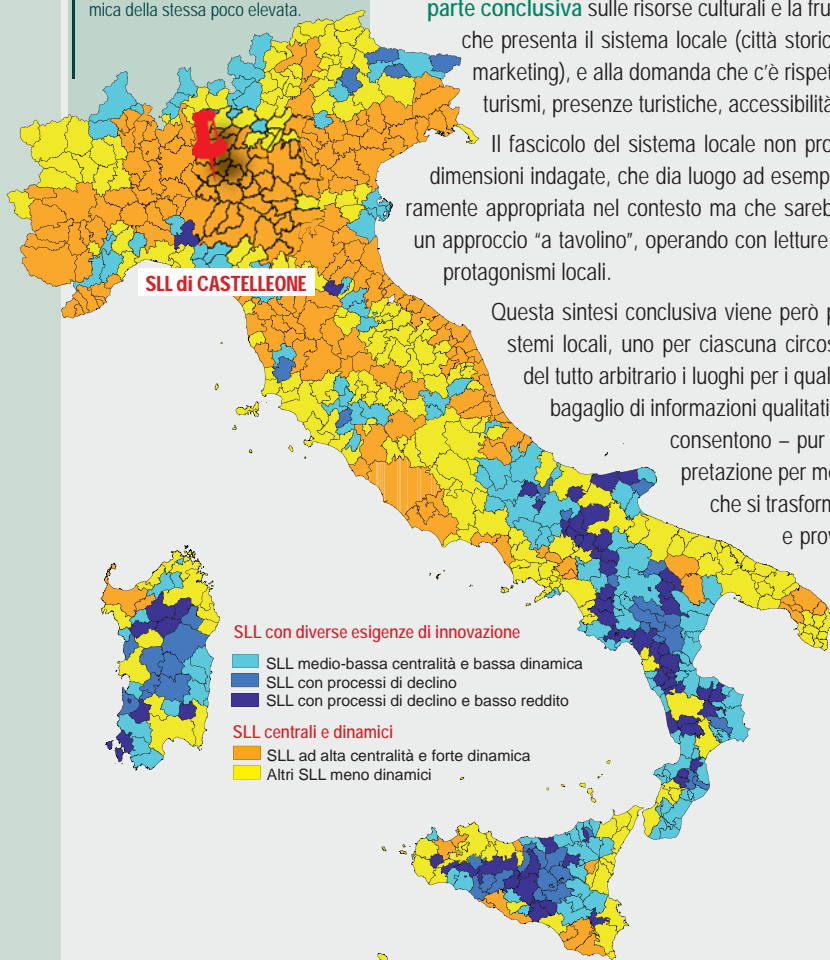 mica della stessa poco elevata.
parte conclusiva sulle risorse culturali e la fru
che presenta il sistema locale (città storic
marketing), e alla domanda che c'è rispet
turismi, presenze turistiche, accessibilità
Il fascicolo del sistema locale non pro
dimensioni indagate, che dia luogo ad esemp
ramente appropriata nel contesto ma che sareb
un approccio "a tavolino", operando con letture
protagonismi locali.
Questa sintesi conclusiva viene però p
stemi locali, uno per ciascuna circos
del tutto arbitrario i luoghi per i qual
bagaglio di informazioni qualitati
consentono – pur
pretazione per mo
che si trasform
e prov
SLL di CASTELLEONE
SLL con diverse esigenze di innovazione
SLL medio-bassa centralità e bassa dinamica
SLL con processi di declino
SLL con processi di declino e basso reddito
SLL centrali e dinamici
SLL ad alta centralità e forte dinamica
Altri SLL meno dinamici